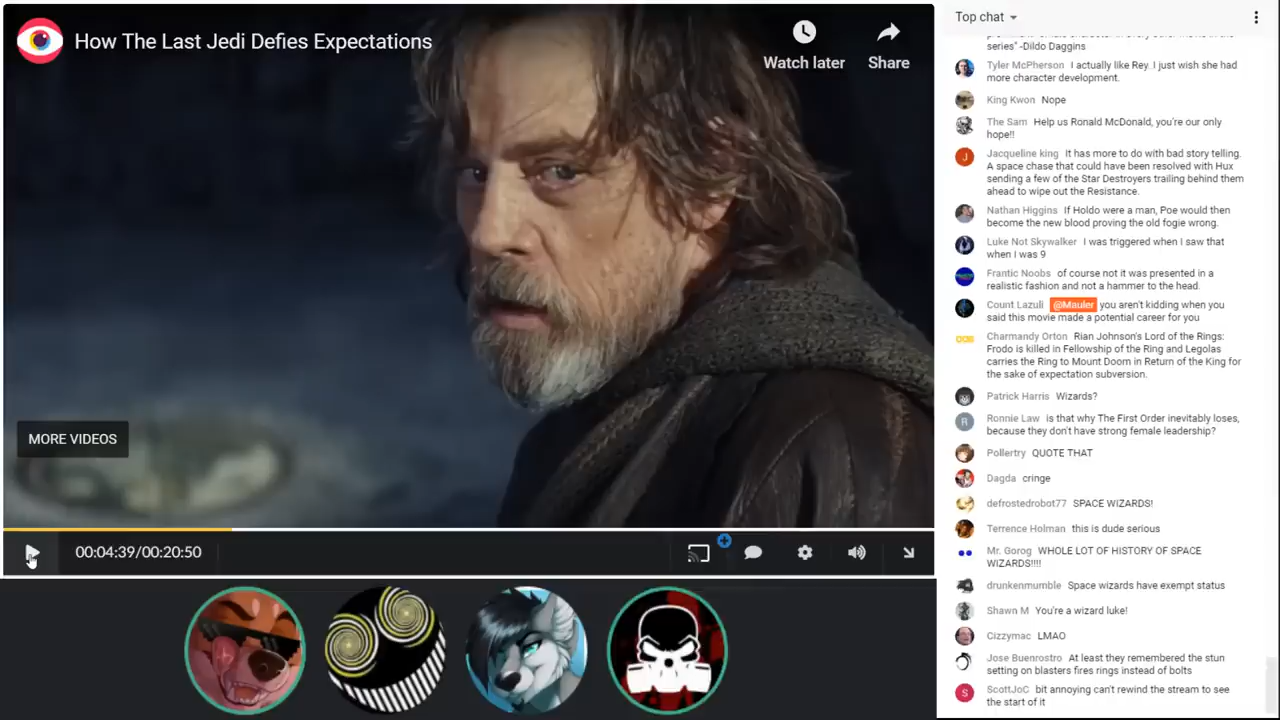 How The Last Jedi Defies Expectations
Watch later
Share
MORE VIDEOS
00:04:39/00:20:50
Top chat
series" -Dildo Daggins
Tyler McPherson I actually like Rey. I just wish she had
more character development.
King Kwon Nope
The Sam Help us Ronald McDonald, you're our only
hope!!
J
Jacqueline king It has more to do with bad story telling.
A space chase that could have been resolved with Hux
sending a few of the Star Destroyers trailing behind them
ahead to wipe out the Resistance.
Nathan Higgins If Holdo were a man, Poe would then
become the new blood proving the old fogie wrong.
Luke Not Skywalker I was triggered when I saw that
when I was 9
Frantic Noobs of course not it was presented in a
realistic fashion and not a hammer to the head.
Count Lazuli @Mauler you aren't kidding when you
said this movie made a potential career for you
Charmandy Orton Rian Johnson's Lord of the Rings:
Frodo is killed in Fellowship of the Ring and Legolas
carries the Ring to Mount Doom in Return of the King for
the sake of expectation subversion.
Patrick Harris Wizards?
R
Ronnie Law is that why The First Order inevitably loses,
because they don't have strong female leadership?
Pollertry QUOTE THAT
Dagda cringe
defrostedrobot77 SPACE WIZARDS!
Terrence Holman this is dude serious
Mr. Gorog WHOLE LOT OF HISTORY OF SPACE
WIZARDS!!!!
drunkenmumble Space wizards have exempt status
Shawn M You're a wizard luke!
Cizzymac LMAO
Jose Buenrostro At least they remembered the stun
setting on blasters fires rings instead of bolts
S
ScottJoC bit annoying can't rewind the stream to see
the start of it